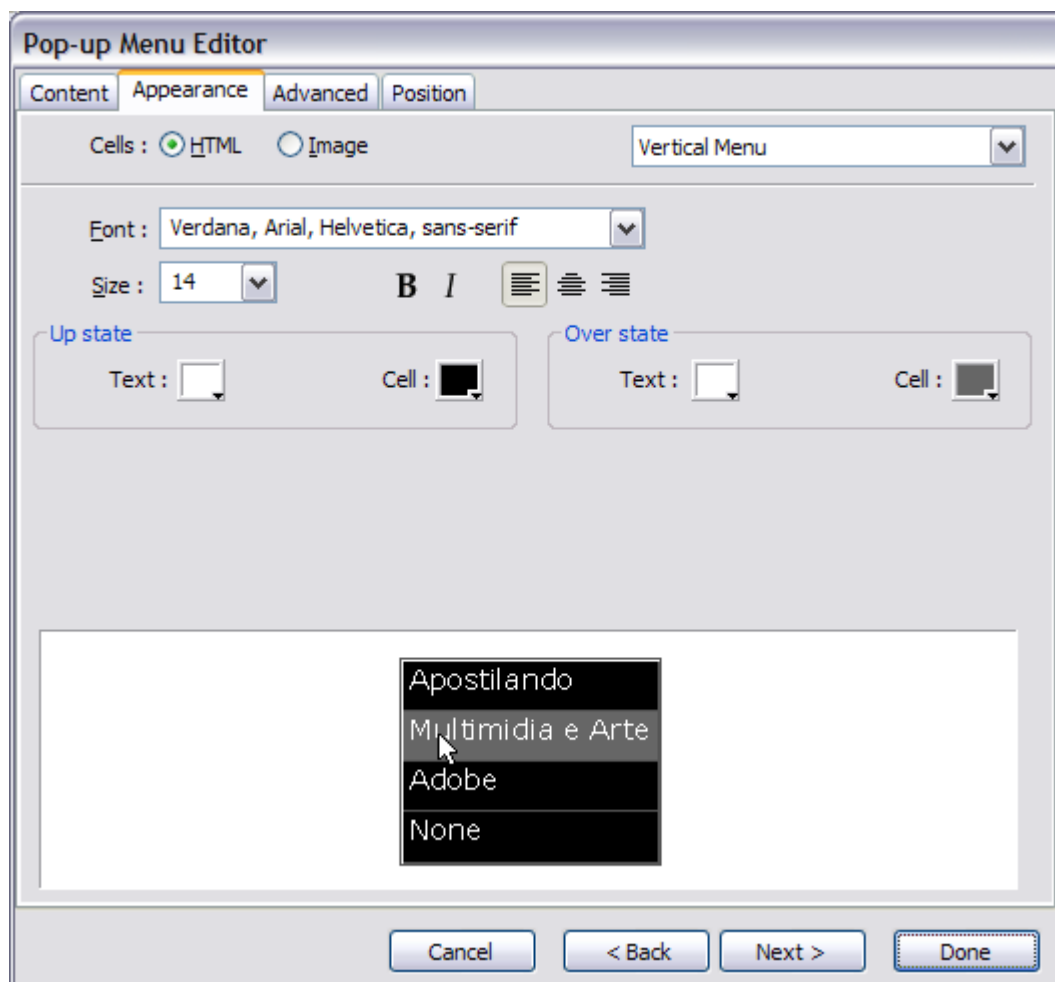 Pop-up Menu Editor
Content Appearance Advanced Position
Cells : HTML Image Vertical Menu
Font : Verdana, Arial, Helvetica, sans-serif
Size : 14 B I
Up state Over state
Text : Cell : Text : Cell :
Apostilando
Multimidia e Arte
Adobe
None
Cancel < Back Next > Done